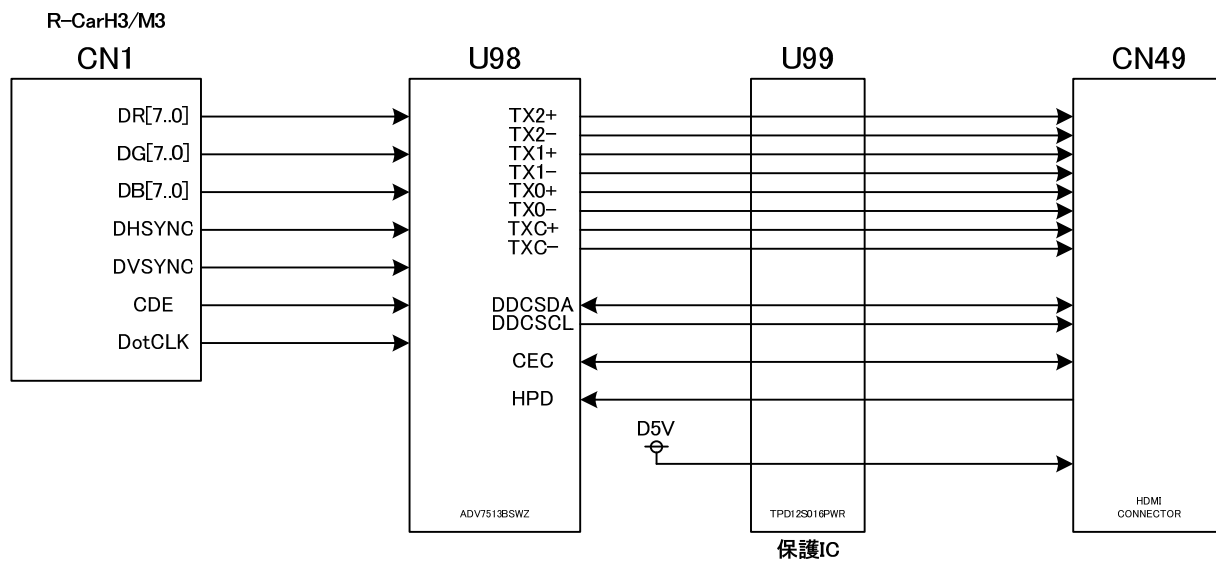 R-CarH3/M3
CN1
U98
U99
CN49
DR[7..0]
DG[7..0]
DB[7..0]
DHSYNC
DVSYNC
CDE
DotCLK
TX2+
TX2-
TX1+
TX1-
TX0+
TX0-
TXC+
TXC-
DDCSDA
DDCSCL
CEC
HPD
D5V
ADV7513BSWZ
TPD12S016PWR
HDMI
CONNECTOR
保護IC